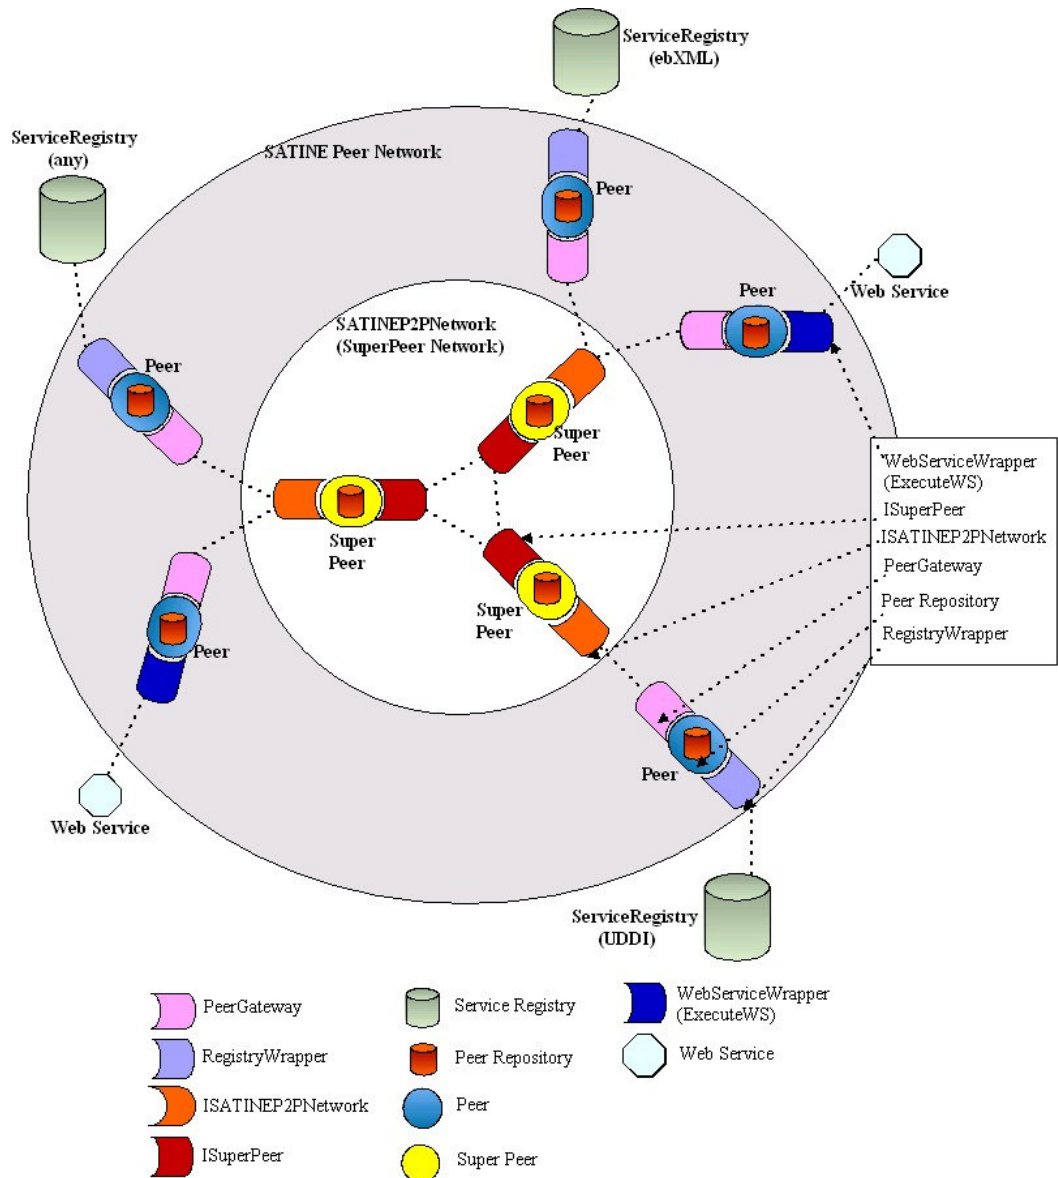 ServiceRegistry
(ebXML)
ServiceRegistry
(any)
SATINE Peer Network
Peer
Web Service
Peer
SATINEP2PNetwork
(SuperPeer Network)
Peer
Super
Peer
WebServiceWrapper
(ExecuteWS)
ISuperPeer
ISATINEP2PNetwork
PeerGateway
Peer Repository
RegistryWrapper
Super
Peer
Super
Peer
Peer
Peer
Web Service
ServiceRegistry
(UDDI)
PeerGateway
RegistryWrapper
ISATINEP2PNetwork
ISuperPeer
Service Registry
Peer Repository
Peer
Super Peer
WebServiceWrapper
(ExecuteWS)
Web Service